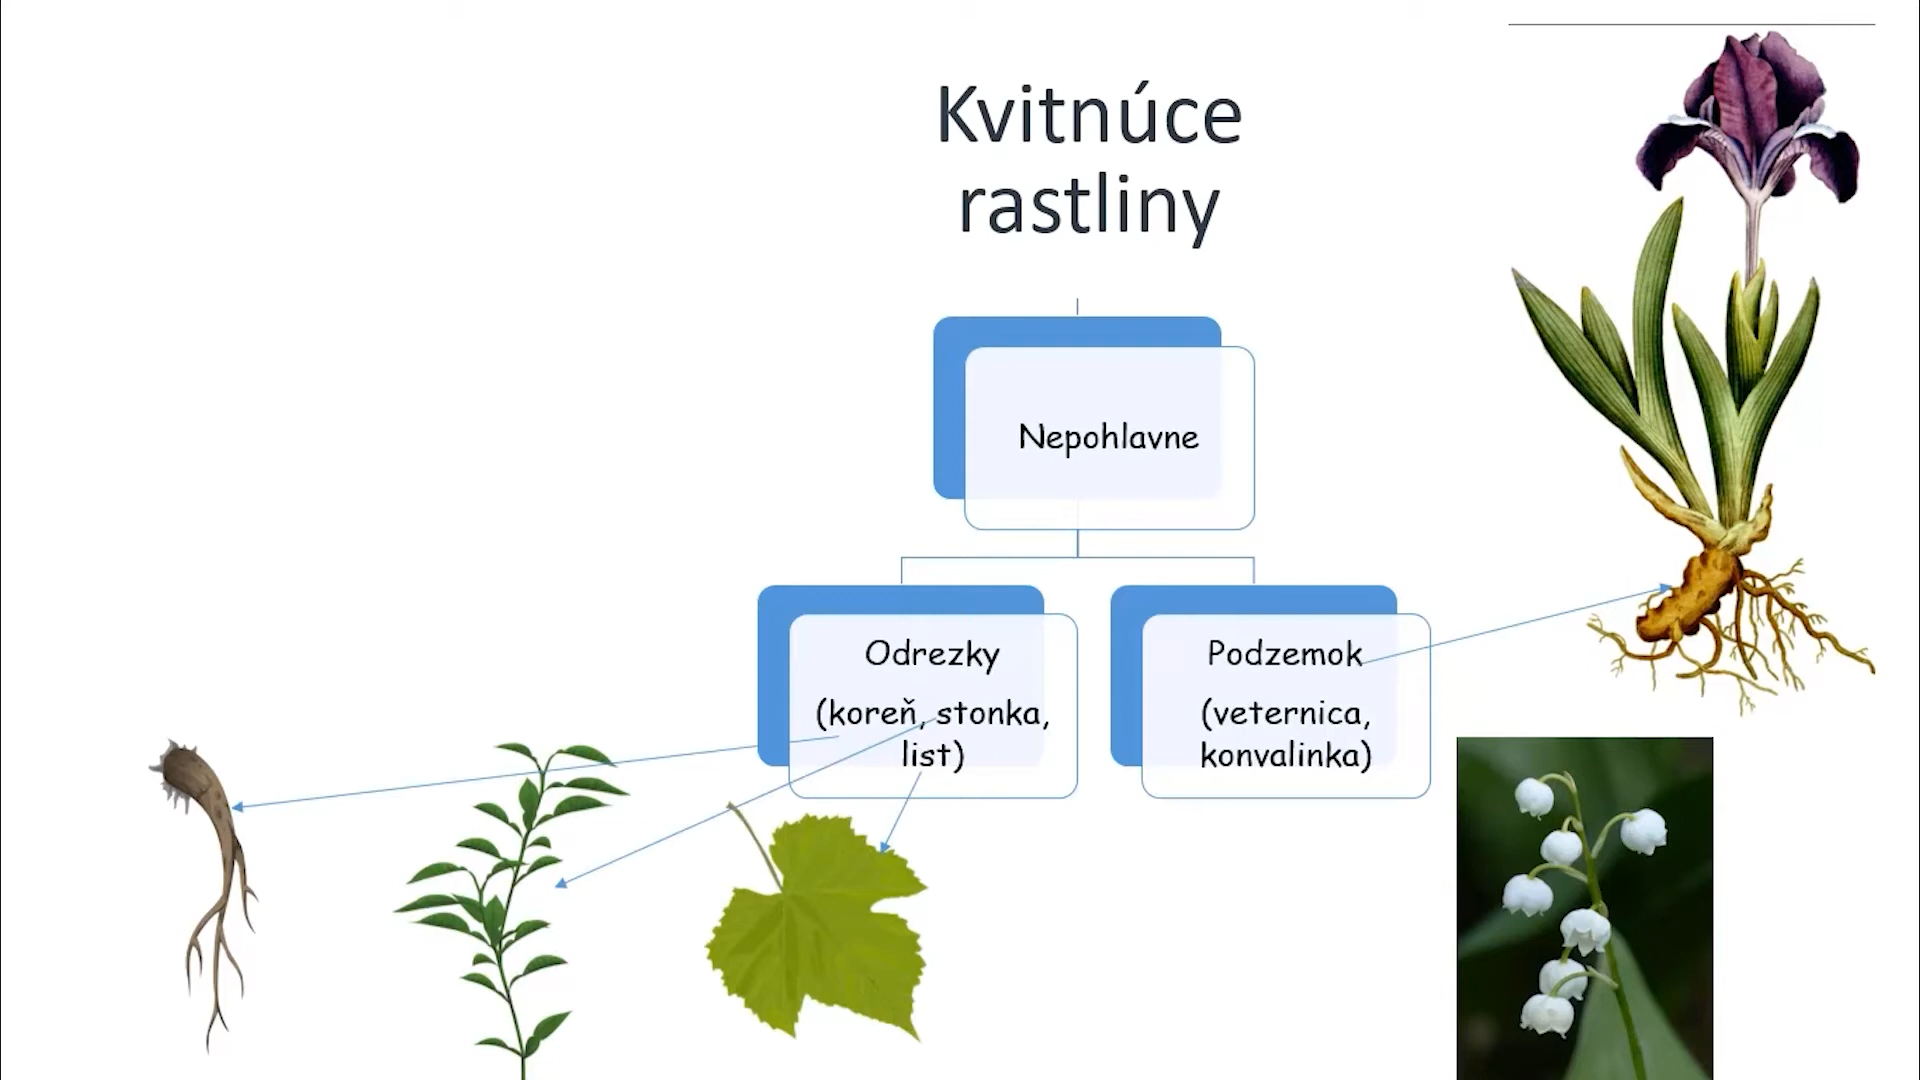 Kvitnúce
rastliny
Nepohlavne
Odrezky
(koreň, stonka,
list)
Podzemok
(veternica,
konvalinka)